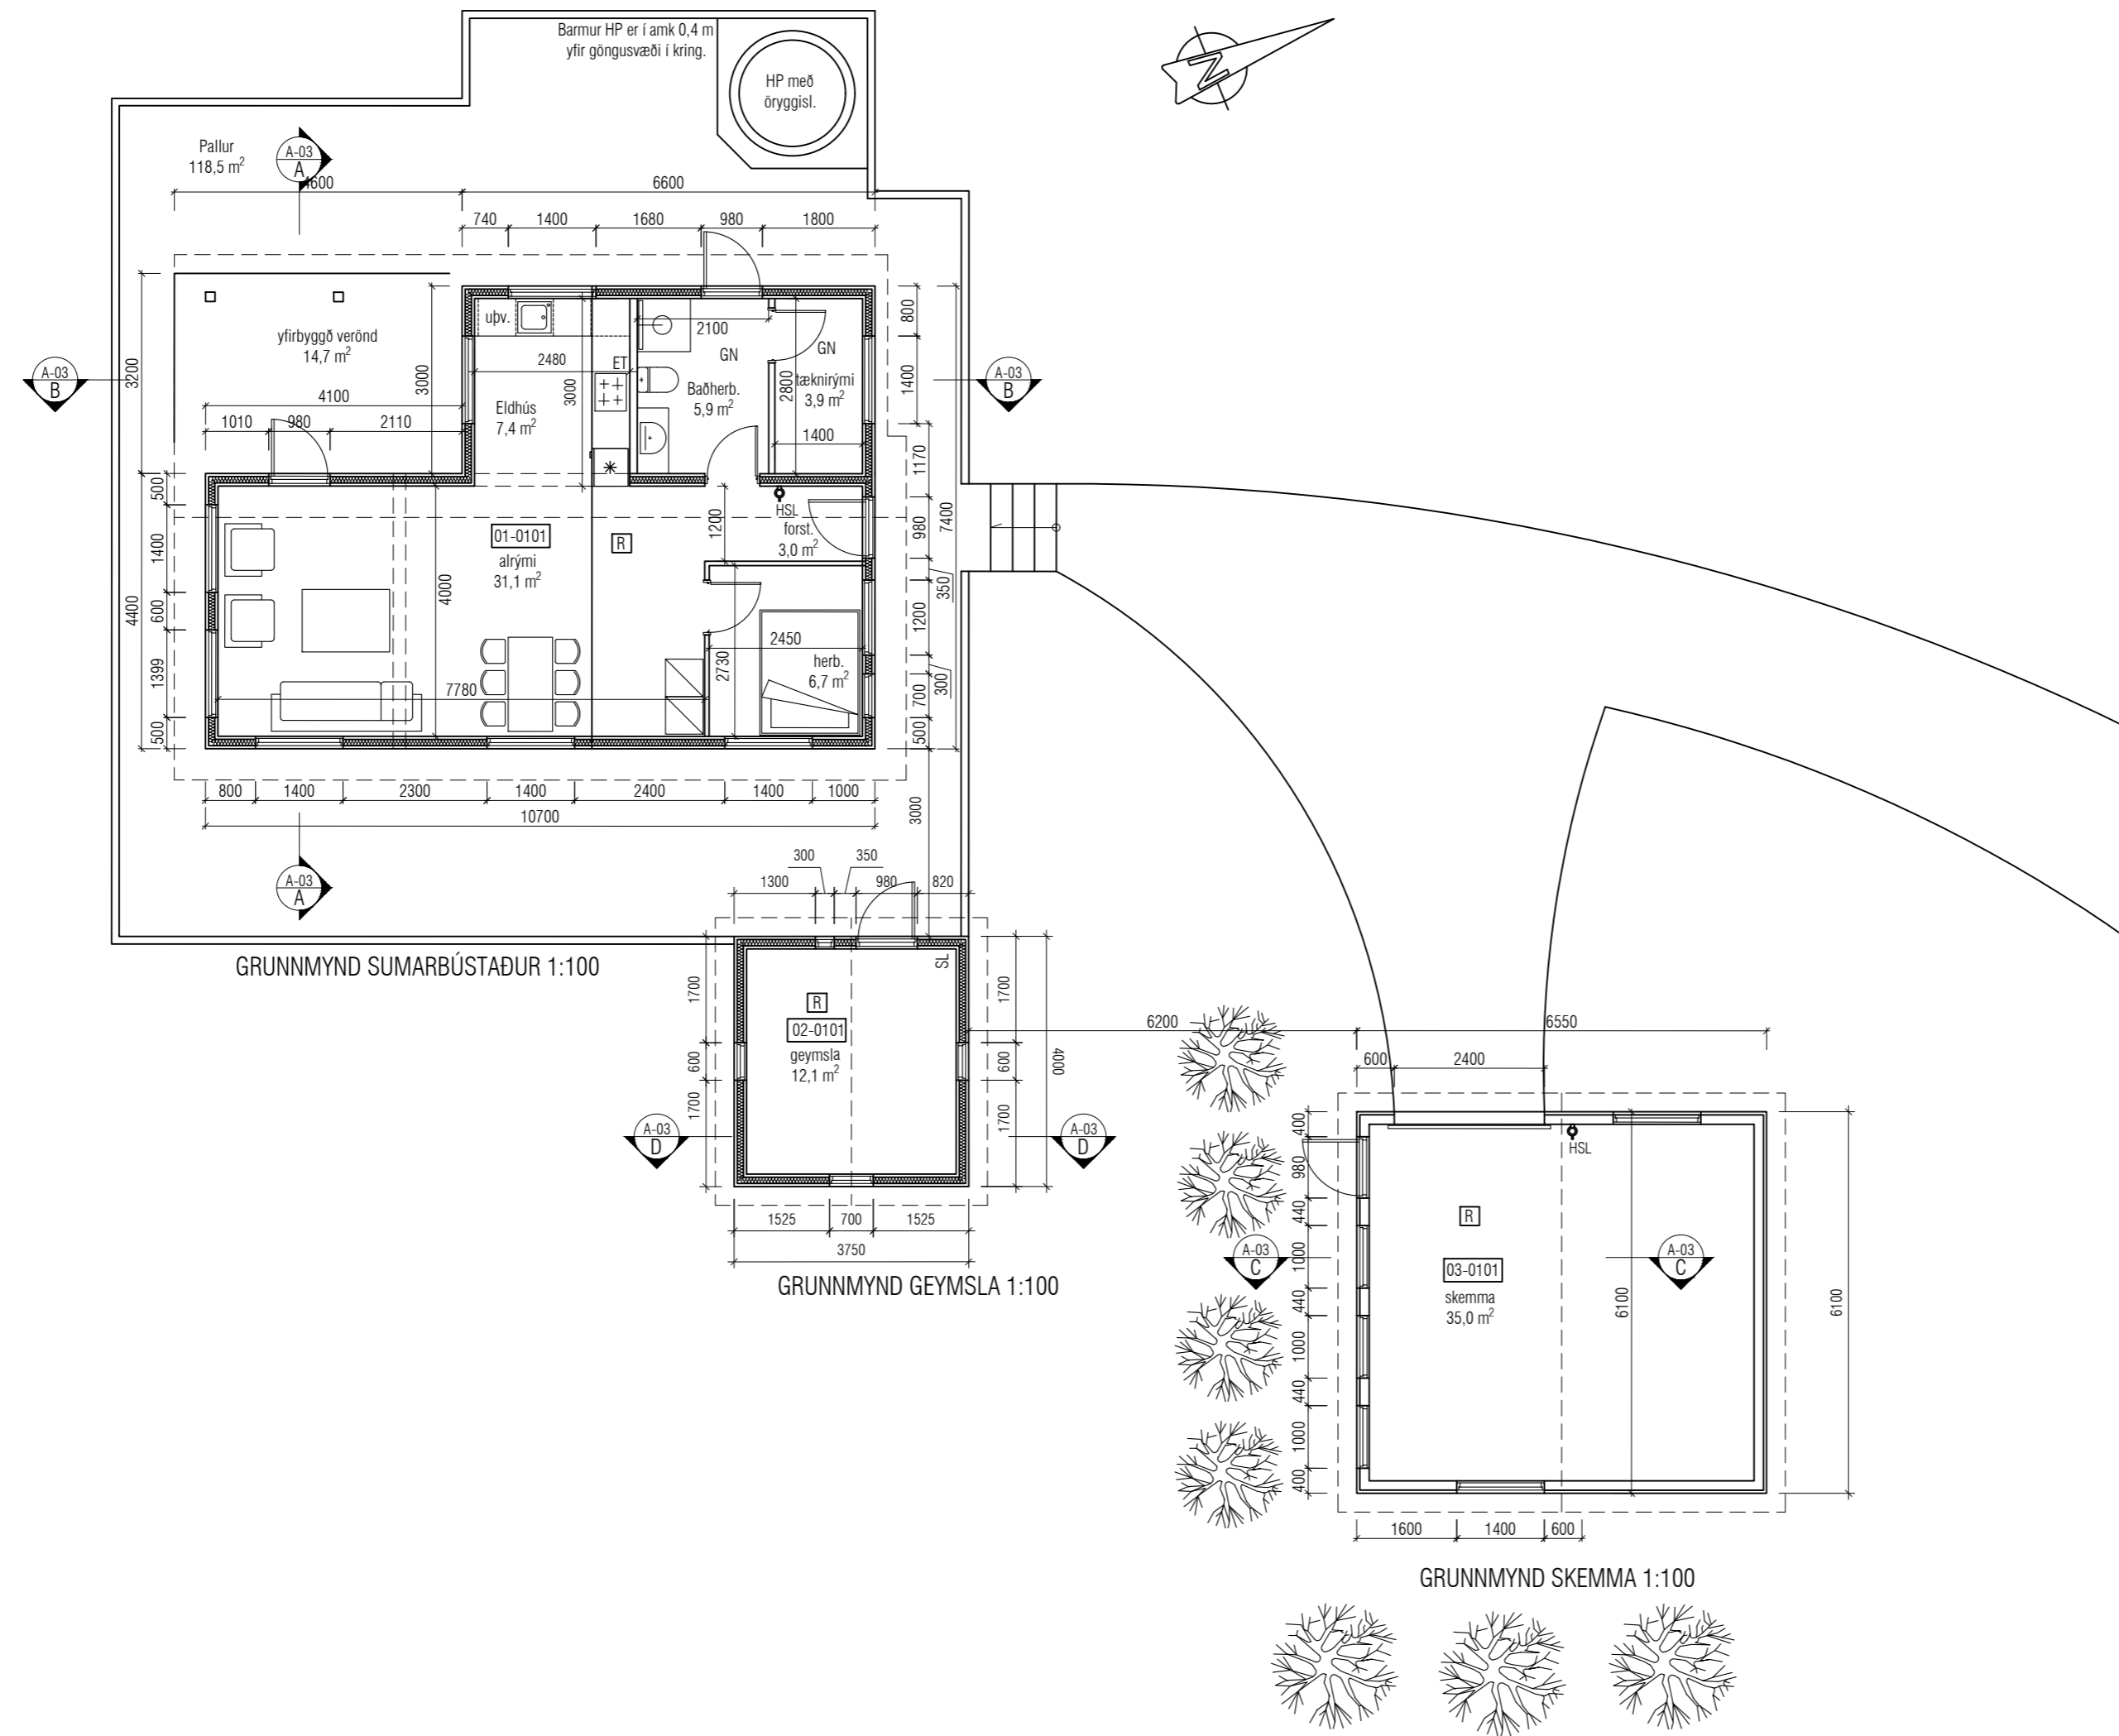 Barmur HP er í amk 0,4 m
yfir göngusvæði í kring.
HP með
öryggisl.
N
Pallur
118,5 m²
A-03
A
4600
6600
740
1400
1680
980
1800
yfirbyggð verönd
14,7 m²
uþv.
2100
GN
GN
ET
2480
3000
3000
3200
Eldhús
7,4 m²
Baðherb.
5,9 m²
2800
tæknirými
3,9 m²
1400
800
1400
A-03
B
A-03
B
4100
1010
980
2110
1170
980
7400
350
1200
300
700
500
500
1400
600
1399
500
4400
01-0101
alrými
31,1 m²
4000
R
1200
HSL
forst.
3,0 m²
2450
2730
herb.
6,7 m²
7780
800
1400
2300
1400
2400
1400
1000
10700
3000
A-03
A
300
350
1300
980
820
GRUNNMYND SUMARBÚSTAÐUR 1:100
SL
1700
600
1700
1700
600
1700
4000
R
02-0101
geymsla
12,1 m²
A-03
D
A-03
D
1525
700
1525
3750
GRUNNMYND GEYMSLA 1:100
6200
6550
600
2400
400
980
440
1000
440
1000
440
1000
400
HSL
R
A-03
C
A-03
C
03-0101
skemma
35,0 m²
6100
6100
1600
1400
600
GRUNNMYND SKEMMA 1:100